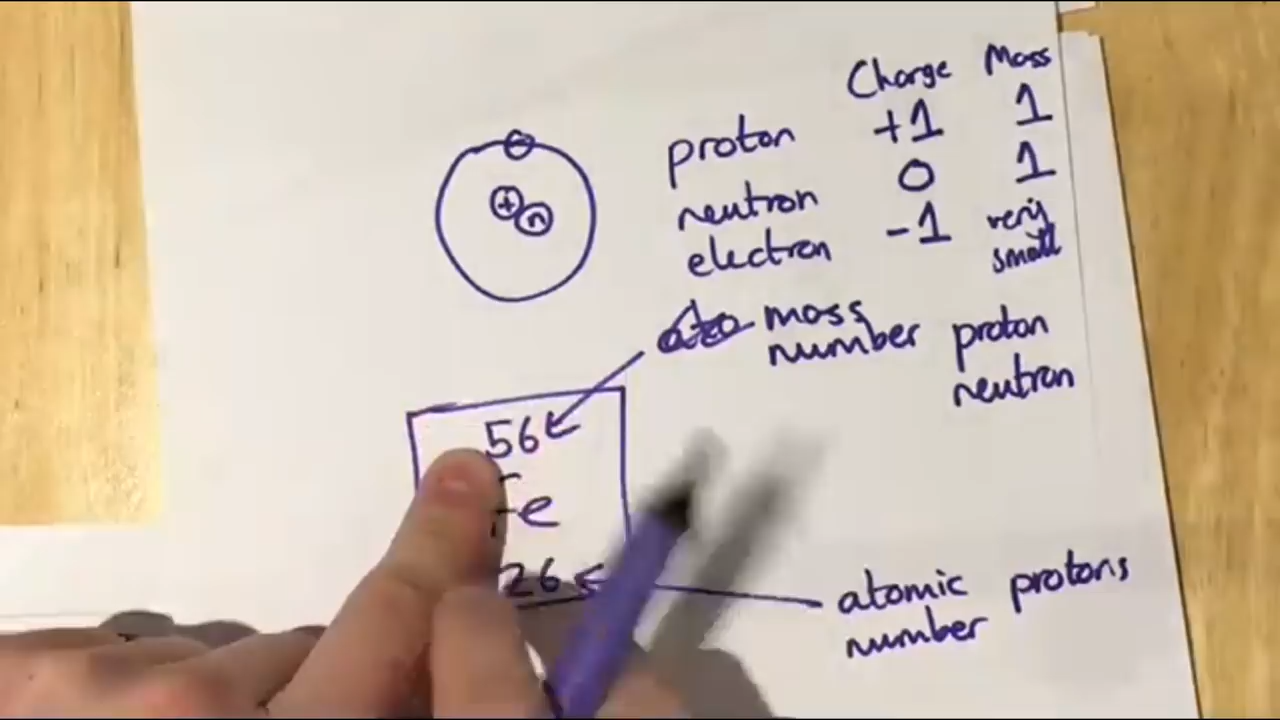 Charge Mass
proton +1 1
neutron 0 1
electron -1 very small
mass number proton neutron
56
Fe
26
atomic number protons
+
n